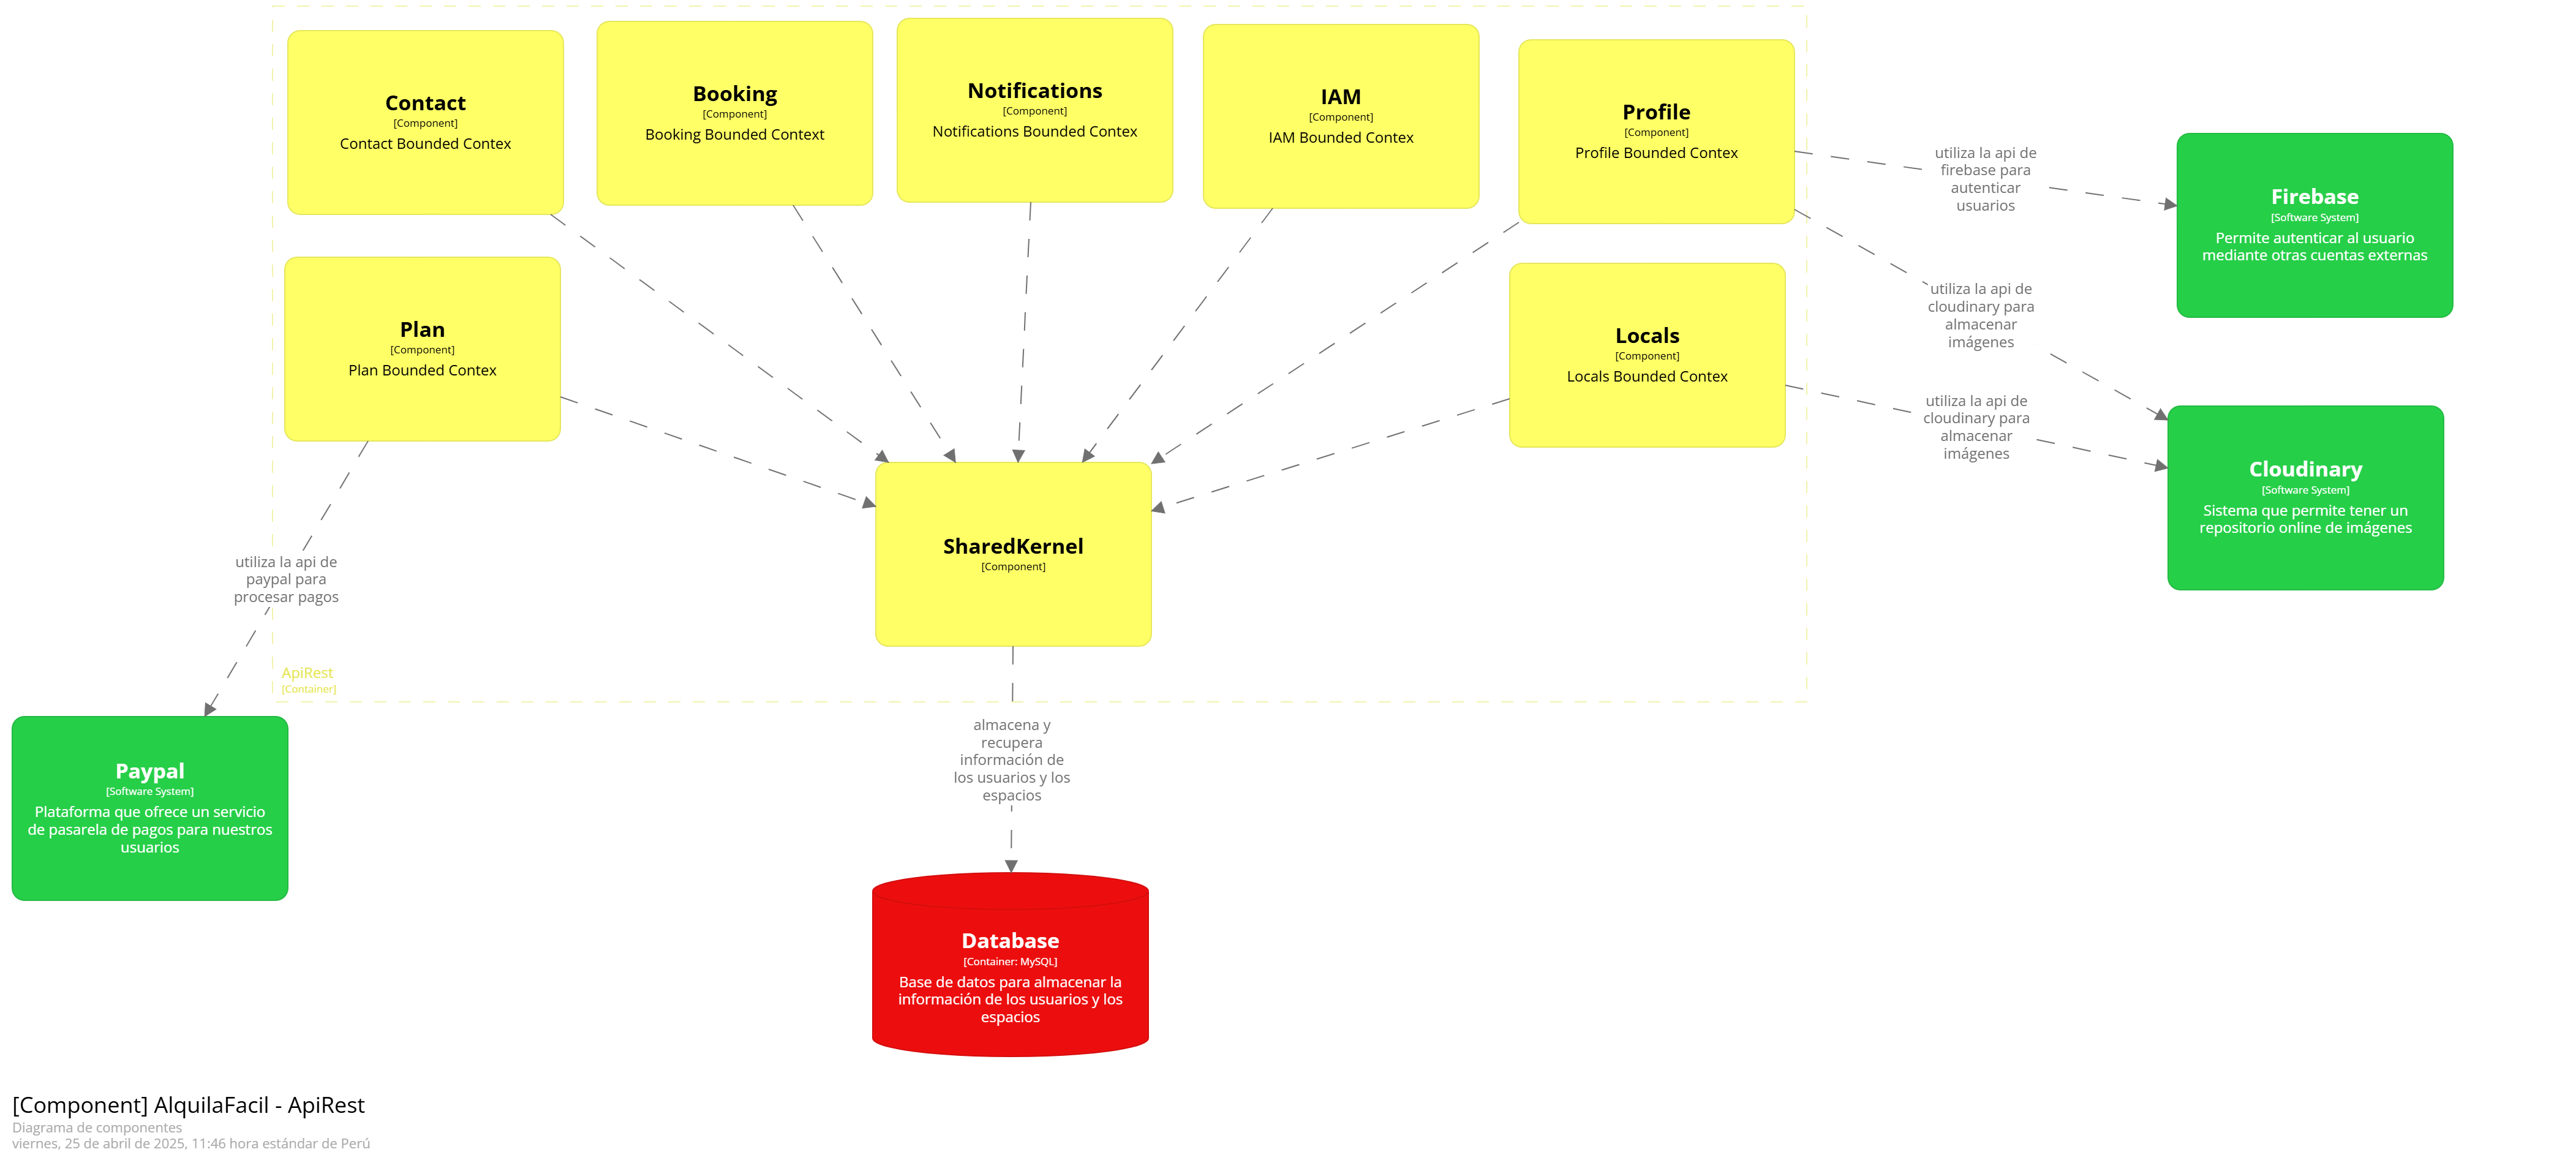 Contact
[Component]
Contact Bounded Contex
Booking
[Component]
Booking Bounded Context
Notifications
[Component]
Notifications Bounded Contex
IAM
[Component]
IAM Bounded Contex
Profile
[Component]
Profile Bounded Contex
utiliza la api de
firebase para
autenticar
usuarios
Firebase
[Software System]
Permite autenticar al usuario
mediante otras cuentas externas
Plan
[Component]
Plan Bounded Contex
Locals
[Component]
Locals Bounded Contex
utiliza la api de
cloudinary para
almacenar
imágenes
utiliza la api de
cloudinary para
almacenar
imágenes
Cloudinary
[Software System]
Sistema que permite tener un
repositorio online de imágenes
SharedKernel
[Component]
utiliza la api de
paypal para
procesar pagos
ApiRest
[Container]
almacena y
recupera
información de
los usuarios y los
espacios
Paypal
[Software System]
Plataforma que ofrece un servicio
de pasarela de pagos para nuestros
usuarios
Database
[Container: MySQL]
Base de datos para almacenar la
información de los usuarios y los
espacios
[Component] AlquilaFacil - ApiRest
Diagrama de componentes
viernes, 25 de abril de 2025, 11:46 hora estándar de Perú